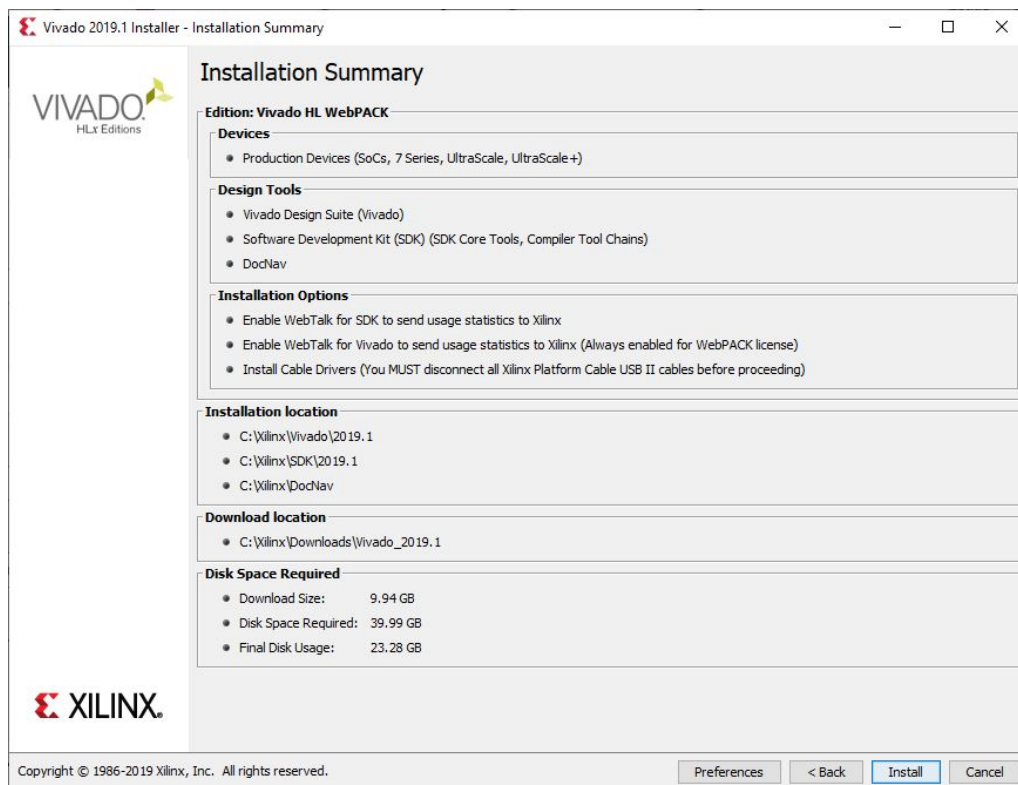 Vivado 2019.1 Installer - Installation Summary
VIVADO.
HLx Editions
Installation Summary
Edition: Vivado HL WebPACK
Devices
Production Devices (SoCs, 7 Series, UltraScale, UltraScale+)
Design Tools
Vivado Design Suite (Vivado)
Software Development Kit (SDK) (SDK Core Tools, Compiler Tool Chains)
DocNav
Installation Options
Enable WebTalk for SDK to send usage statistics to Xilinx
Enable WebTalk for Vivado to send usage statistics to Xilinx (Always enabled for WebPACK license)
Install Cable Drivers (You MUST disconnect all Xilinx Platform Cable USB II cables before proceeding)
Installation location
C:\Xilinx\Vivado\2019.1
C:\Xilinx\SDK\2019.1
C:\Xilinx\DocNav
Download location
C:\Xilinx\Downloads\Vivado_2019.1
Disk Space Required
Download Size: 9.94 GB
Disk Space Required: 39.99 GB
Final Disk Usage: 23.28 GB
XILINX.
Copyright © 1986-2019 Xilinx, Inc. All rights reserved.
Preferences < Back Install Cancel